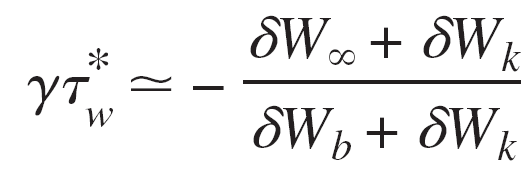 γτ*_w ≃ − (δW_∞ + δW_k) / (δW_b + δW_k)